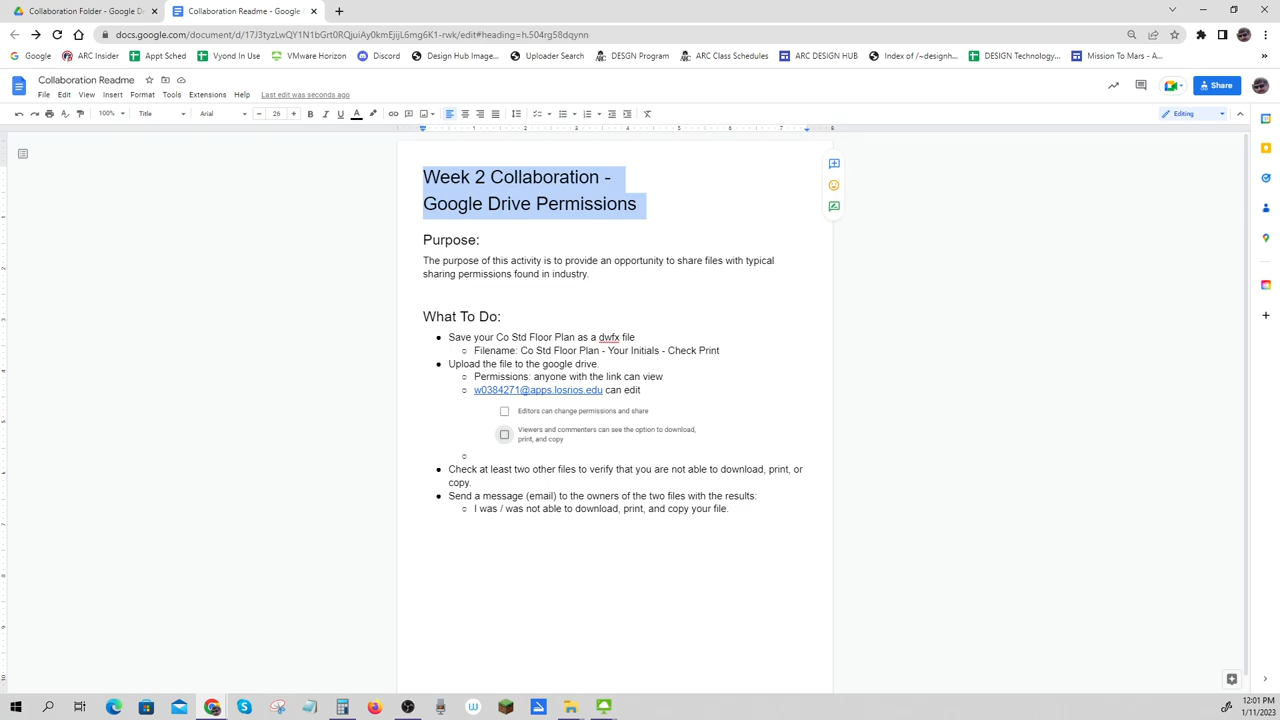 Collaboration Folder - Google Dr
Collaboration Readme - Google
docs.google.com/document/d/17J3tyzLwQY1N1bGrt0RQjuiAy0kmEjijL6mg6K1-rwk/edit#heading=h.504rg58dqynn
Google
ARC Insider
Appt Sched
Vyond In Use
VMware Horizon
Discord
Design Hub Image...
Uploader Search
DESGN Program
ARC Class Schedules
ARC DESIGN HUB
Index of /~designh...
DESIGN Technology...
Mission To Mars - A...
Collaboration Readme
File Edit View Insert Format Tools Extensions Help Last edit was seconds ago
Share
100% Title Arial 26 Editing
1 2 3 4 5 6 7 8
Week 2 Collaboration -
Google Drive Permissions
Purpose:
The purpose of this activity is to provide an opportunity to share files with typical
sharing permissions found in industry.
What To Do:
Save your Co Std Floor Plan as a dwfx file
Filename: Co Std Floor Plan - Your Initials - Check Print
Upload the file to the google drive.
Permissions: anyone with the link can view
w0384271@apps.losrios.edu can edit
Editors can change permissions and share
Viewers and commenters can see the option to download,
print, and copy
Check at least two other files to verify that you are not able to download, print, or
copy.
Send a message (email) to the owners of the two files with the results:
I was / was not able to download, print, and copy your file.
12:01 PM
1/11/2023